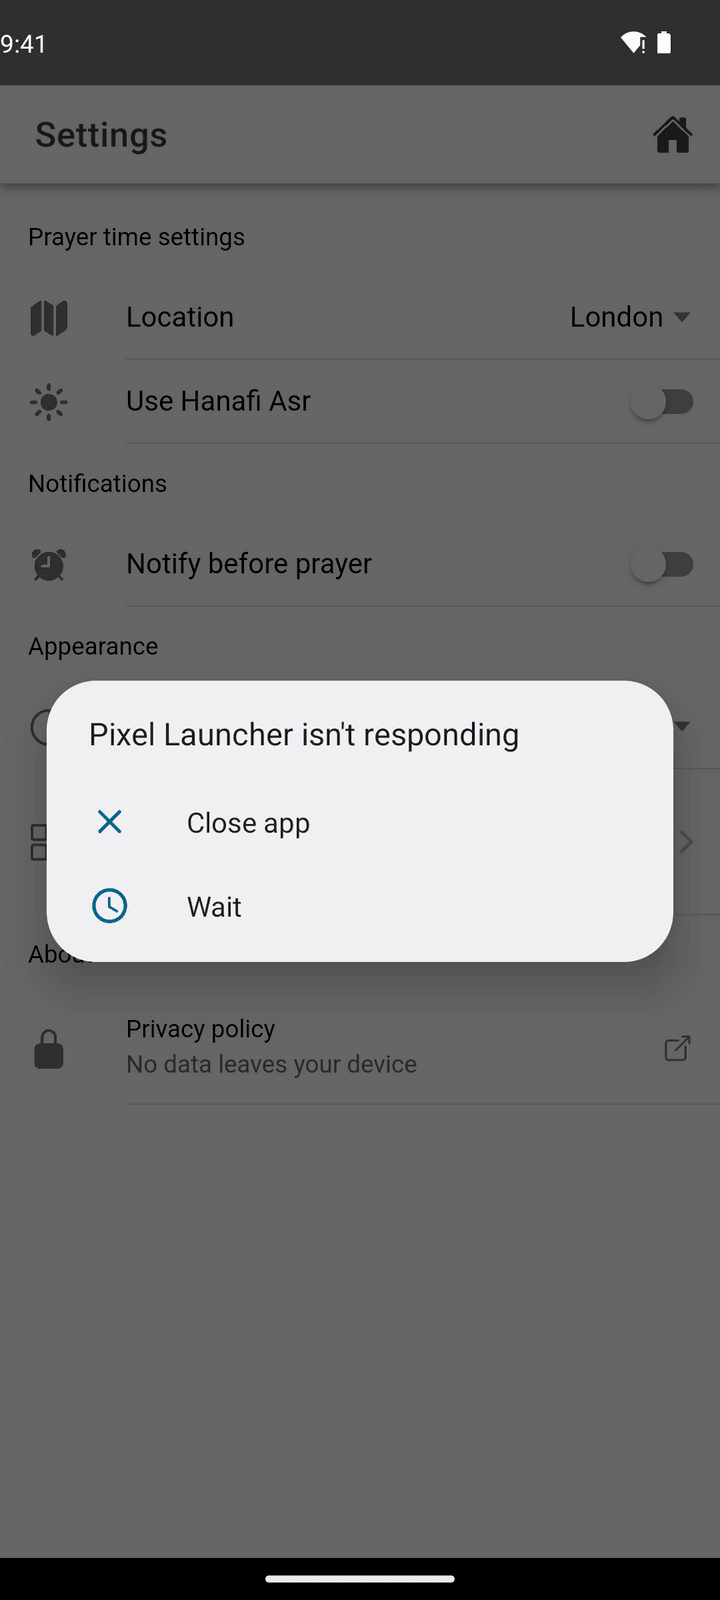 9:41
Settings
Prayer time settings
Location London
Use Hanafi Asr
Notifications
Notify before prayer
Appearance
Pixel Launcher isn't responding
Close app
Wait
Privacy policy
No data leaves your device